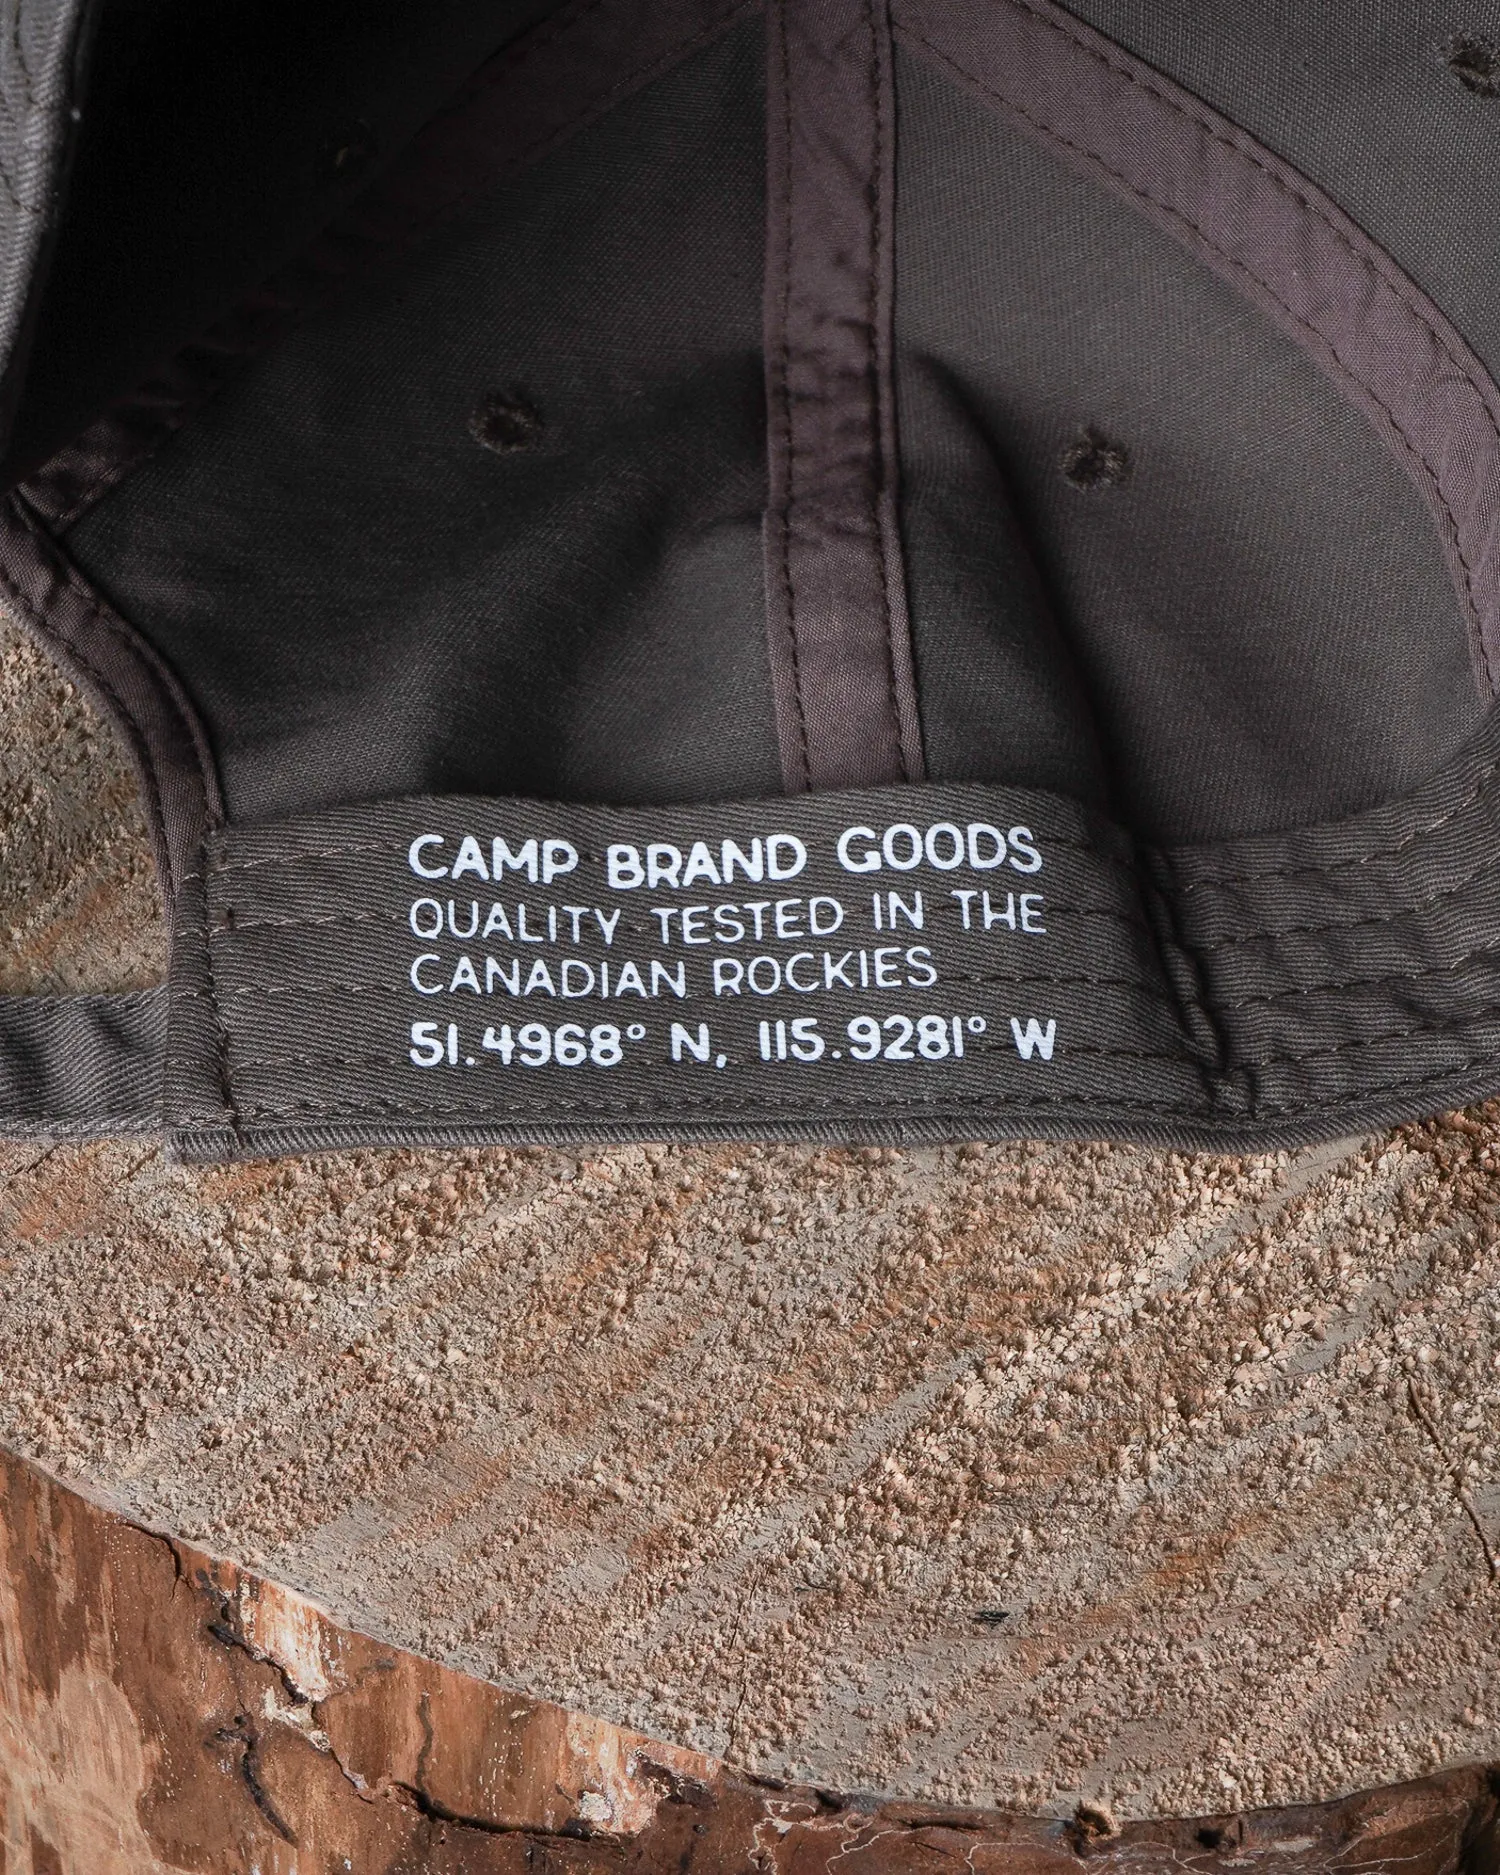 CAMP BRAND GOODS
QUALITY TESTED IN THE
CANADIAN ROCKIES
51.4968° N, 115.9281° W